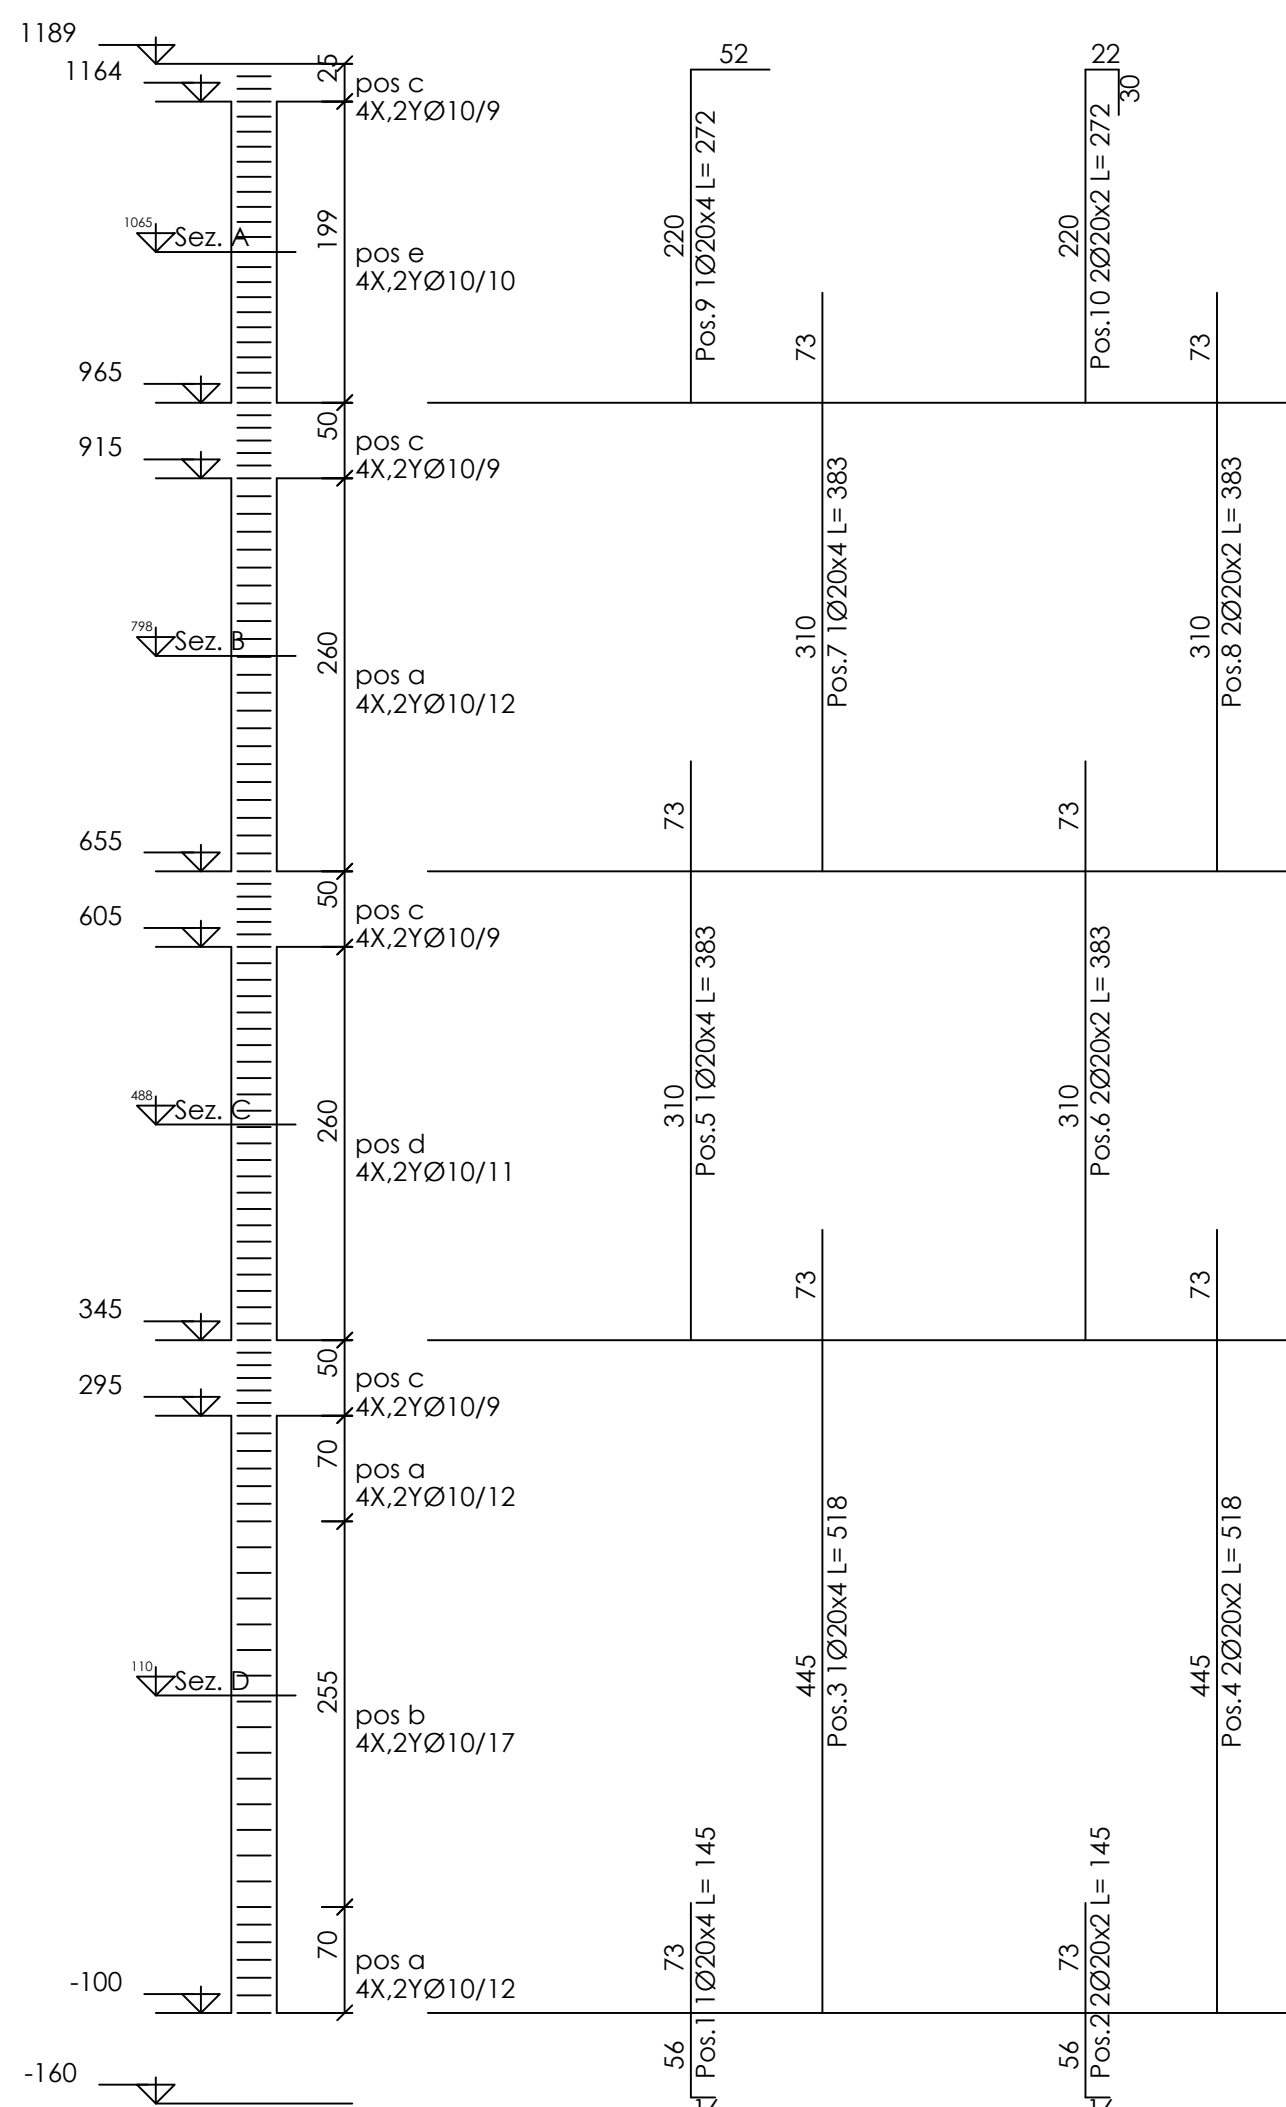 1189
1164
25
pos c
4X,2YØ10/9
52
22
30
1065
Sez. A
199
pos e
4X,2YØ10/10
220
Pos.9 1Ø20x4 L= 272
220
Pos.10 2Ø20x2 L= 272
73
73
965
50
915
pos c
4X,2YØ10/9
798
Sez. B
260
pos a
4X,2YØ10/12
310
Pos.7 1Ø20x4 L= 383
310
Pos.8 2Ø20x2 L= 383
73
73
655
50
605
pos c
4X,2YØ10/9
488
Sez. C
260
pos d
4X,2YØ10/11
310
Pos.5 1Ø20x4 L= 383
310
Pos.6 2Ø20x2 L= 383
73
73
345
50
295
pos c
4X,2YØ10/9
70
pos a
4X,2YØ10/12
110
Sez. D
255
pos b
4X,2YØ10/17
445
Pos.3 1Ø20x4 L= 518
445
Pos.4 2Ø20x2 L= 518
70
pos a
4X,2YØ10/12
73
Pos.1 1Ø20x4 L= 145
73
Pos.2 2Ø20x2 L= 145
-100
56
56
-160